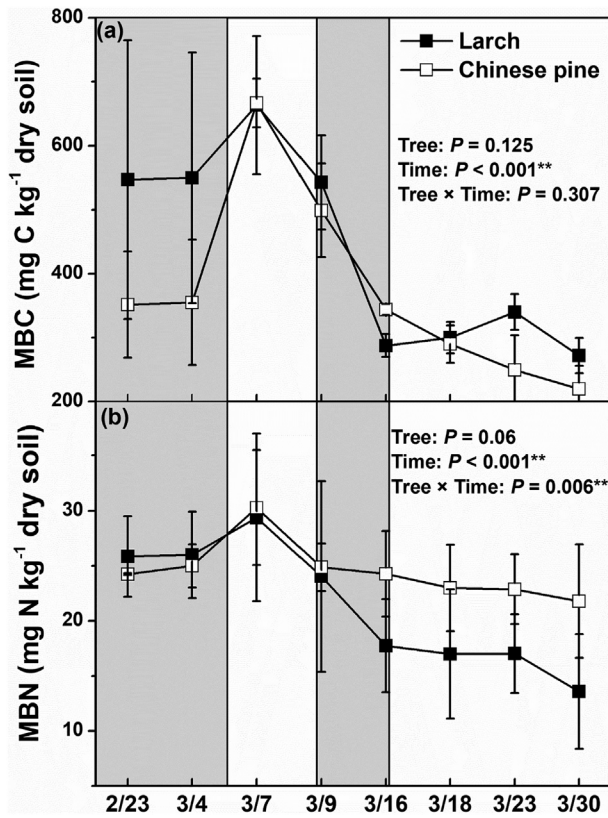 (a)
Larch
Chinese pine
Tree: P = 0.125
Time: P < 0.001**
Tree × Time: P = 0.307
800
600
400
200
MBC (mg C kg⁻¹ dry soil)
(b)
Tree: P = 0.06
Time: P < 0.001**
Tree × Time: P = 0.006**
30
20
10
MBN (mg N kg⁻¹ dry soil)
2/23 3/4 3/7 3/9 3/16 3/18 3/23 3/30